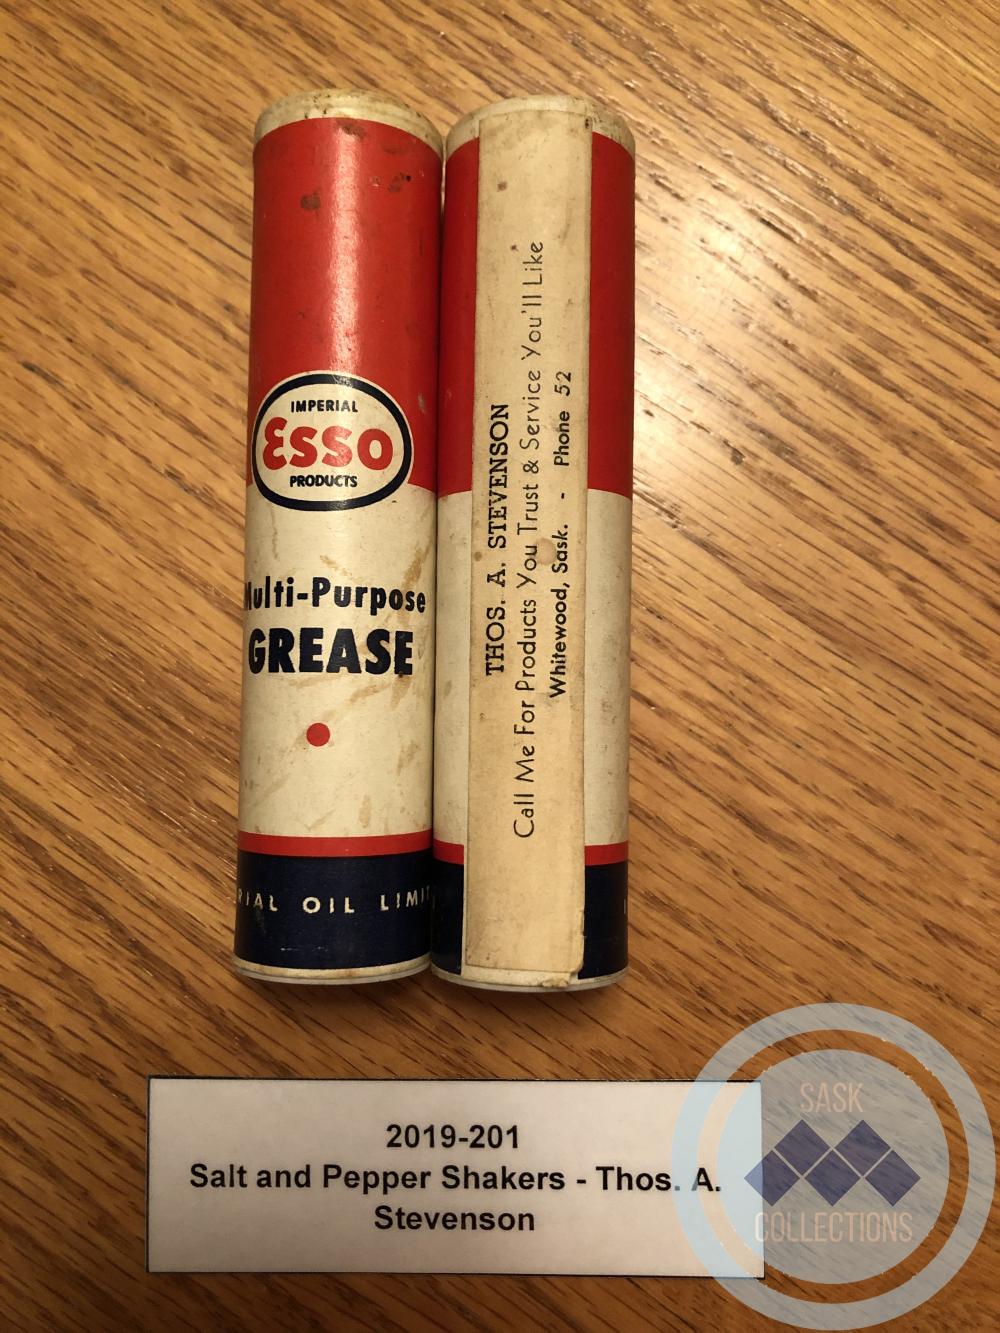 IMPERIAL
Esso
PRODUCTS
Multi-Purpose
GREASE
RIAL OIL LIMIT
THOS. A. STEVENSON
Call Me For Products You Trust & Service You'll Like
Whitewood, Sask. - Phone 52
2019-201
Salt and Pepper Shakers - Thos. A.
Stevenson
SASK
COLLECTIONS